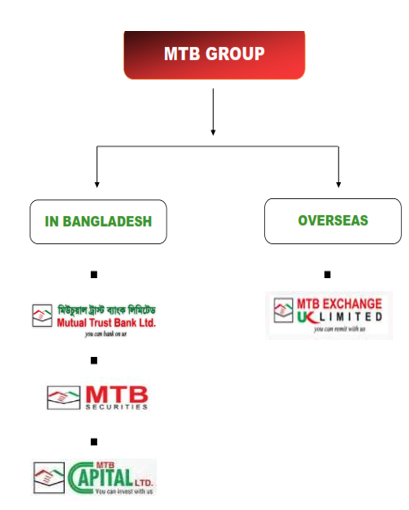 MTB GROUP
IN BANGLADESH
OVERSEAS
মিউচুয়াল ট্রাস্ট ব্যাংক লিমিটেড
Mutual Trust Bank Ltd.
you can bank on us
MTB EXCHANGE
UK LIMITED
you can remit with us
MTB
SECURITIES
MTB
CAPITAL LTD.
You can invest with us